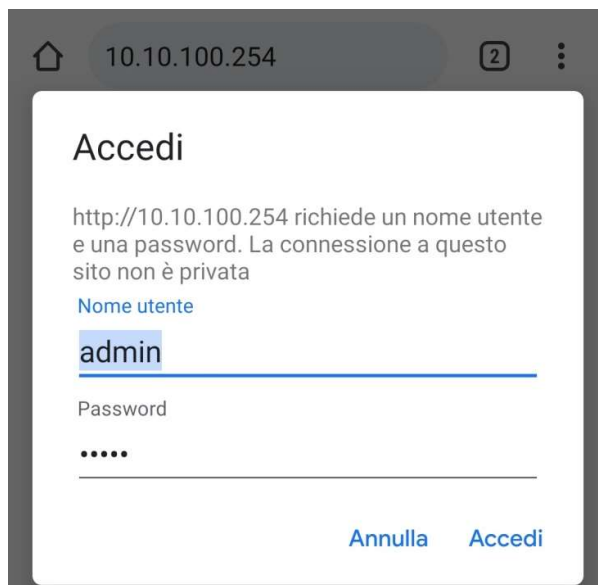 10.10.100.254
2
Accedi
http://10.10.100.254 richiede un nome utente
e una password. La connessione a questo
sito non è privata
Nome utente
admin
Password
•••••
Annulla Accedi